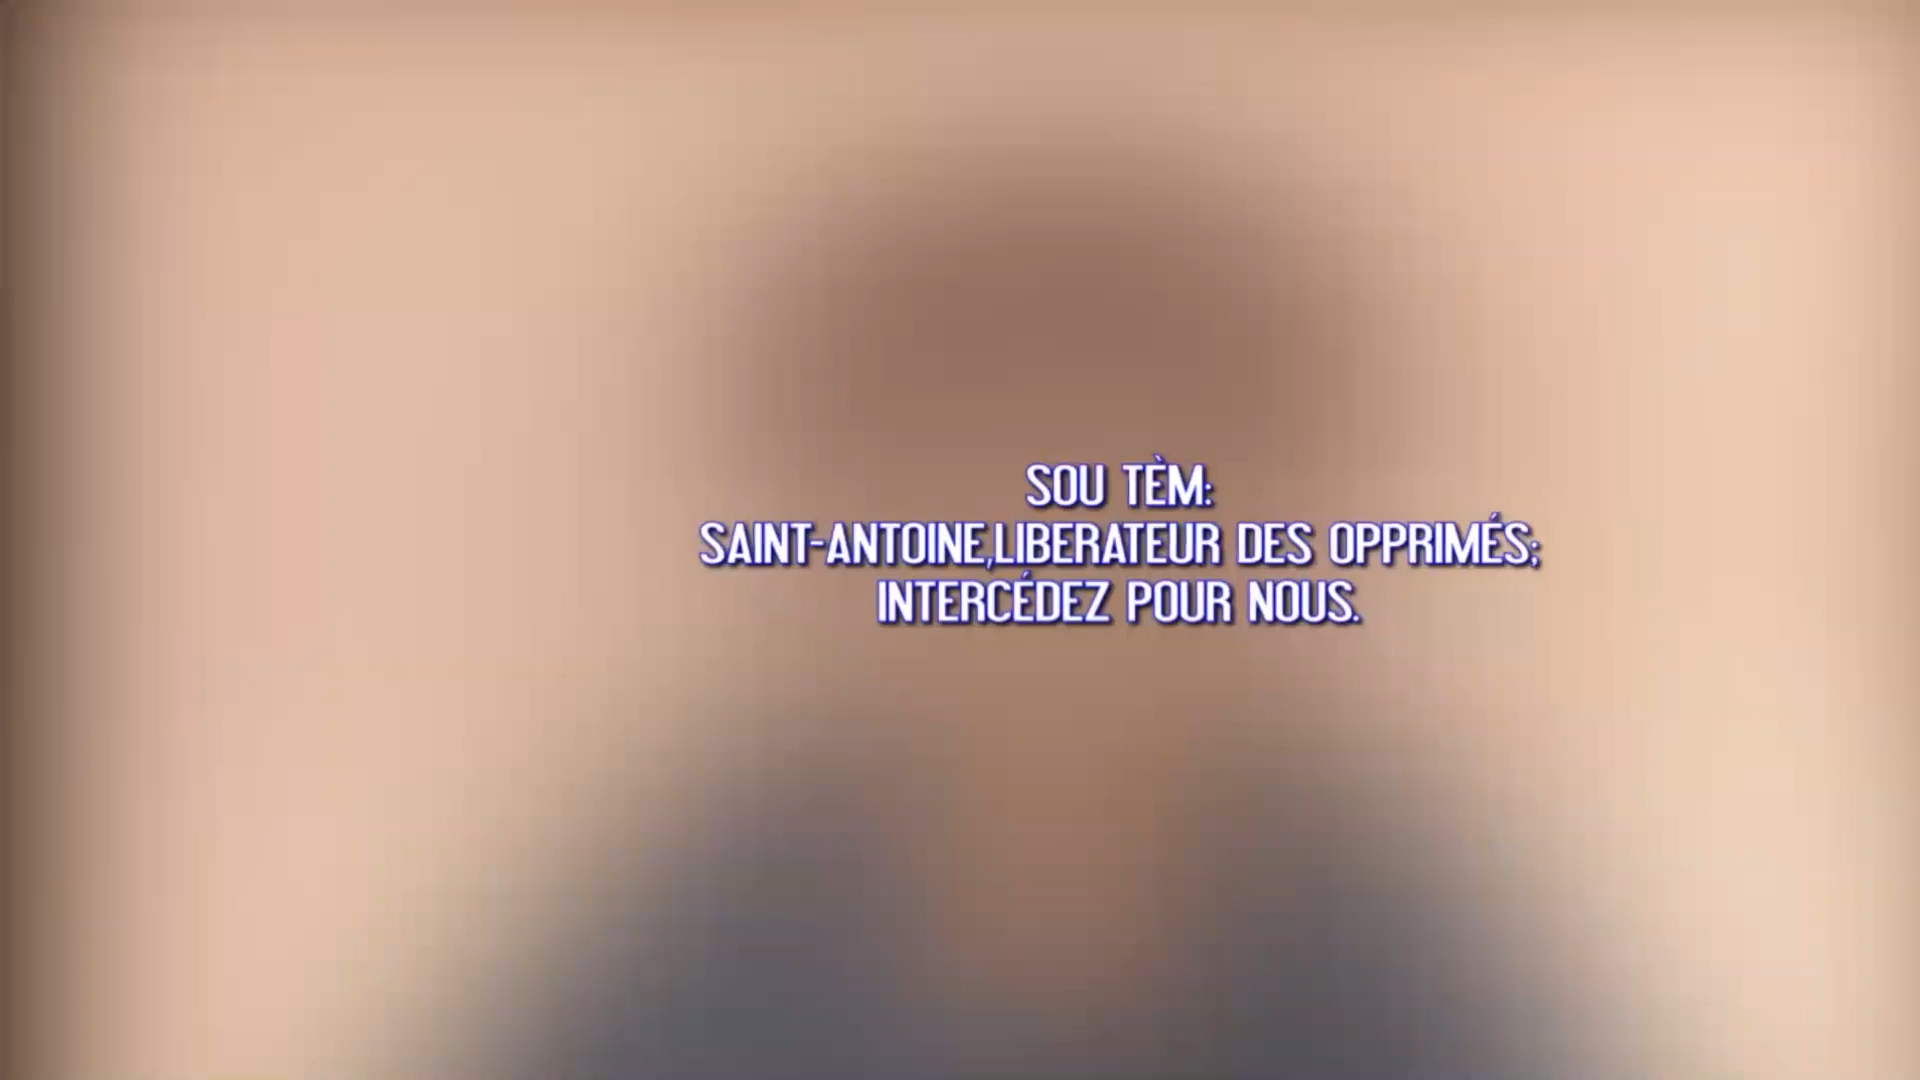 SOU TÈM:
SAINT-ANTOINE,LIBERATEUR DES OPPRIMÉS;
INTERCÉDEZ POUR NOUS.